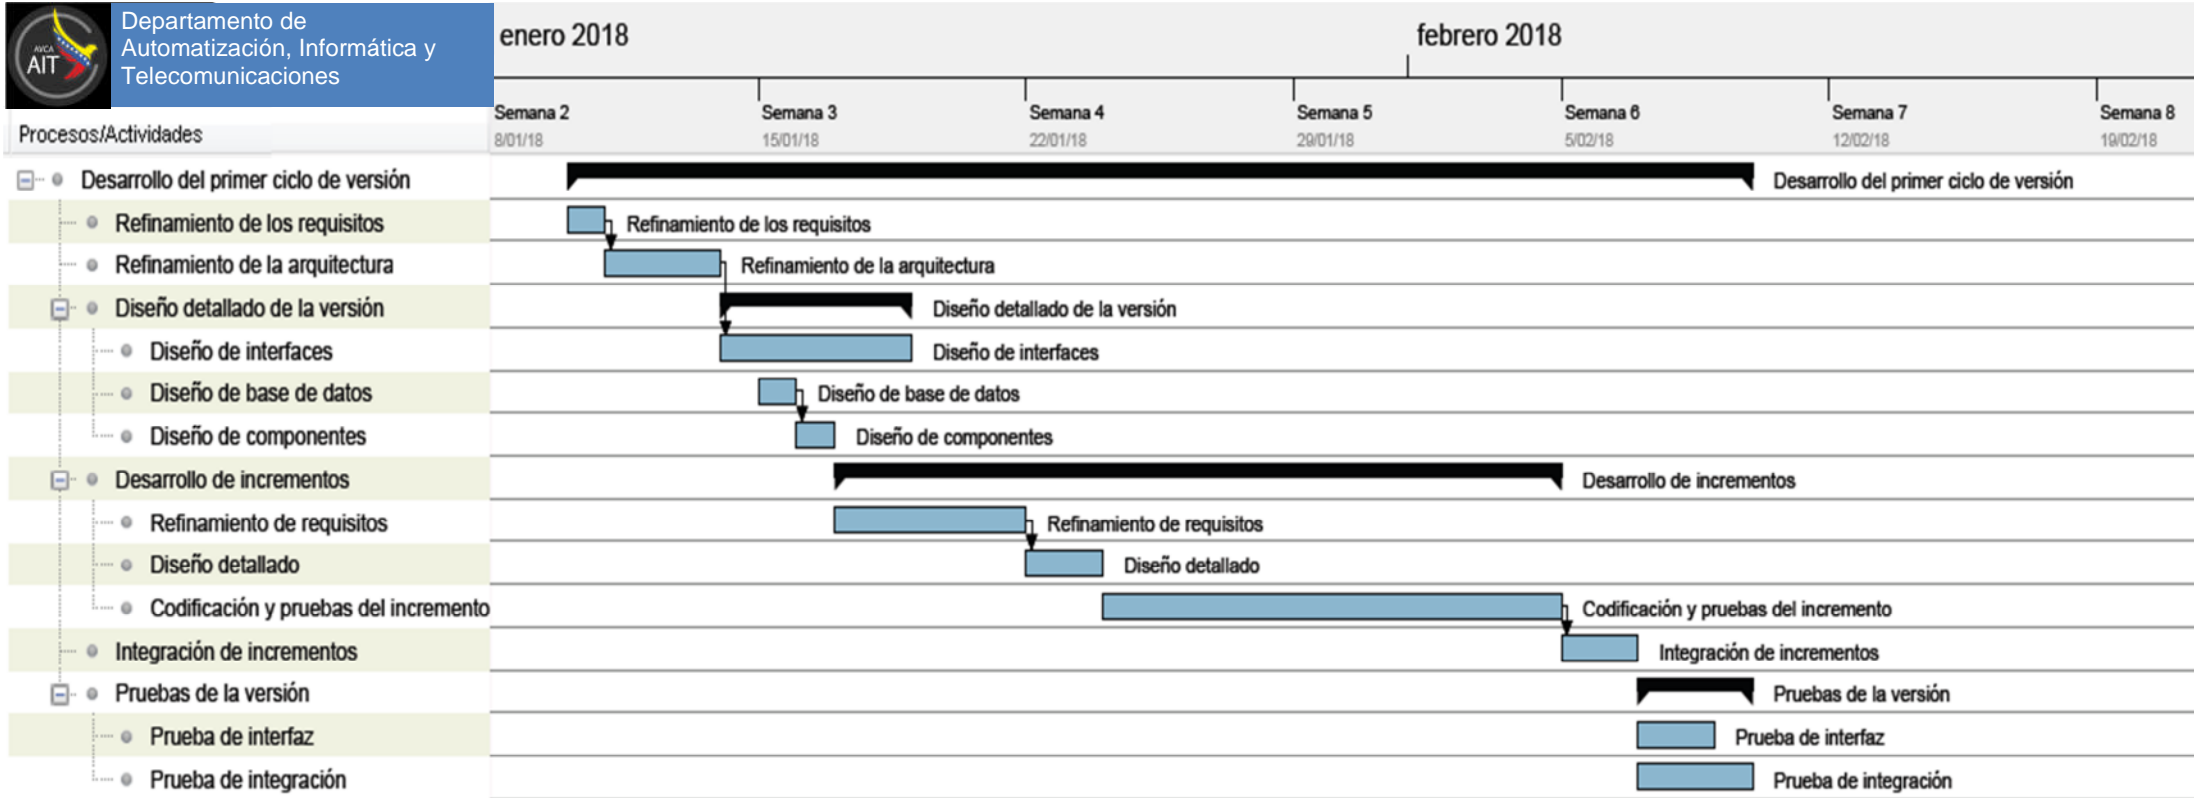 AVCA
AIT
Departamento de
Automatización, Informática y
Telecomunicaciones
enero 2018
febrero 2018
Semana 2
Semana 3
Semana 4
Semana 5
Semana 6
Semana 7
Semana 8
8/01/18
15/01/18
22/01/18
29/01/18
5/02/18
12/02/18
19/02/18
Procesos/Actividades
Desarrollo del primer ciclo de versión
Desarrollo del primer ciclo de versión
Refinamiento de los requisitos
Refinamiento de los requisitos
Refinamiento de la arquitectura
Refinamiento de la arquitectura
Diseño detallado de la versión
Diseño detallado de la versión
Diseño de interfaces
Diseño de interfaces
Diseño de base de datos
Diseño de base de datos
Diseño de componentes
Diseño de componentes
Desarrollo de incrementos
Desarrollo de incrementos
Refinamiento de requisitos
Refinamiento de requisitos
Diseño detallado
Diseño detallado
Codificación y pruebas del incremento
Codificación y pruebas del incremento
Integración de incrementos
Integración de incrementos
Pruebas de la versión
Pruebas de la versión
Prueba de interfaz
Prueba de interfaz
Prueba de integración
Prueba de integración